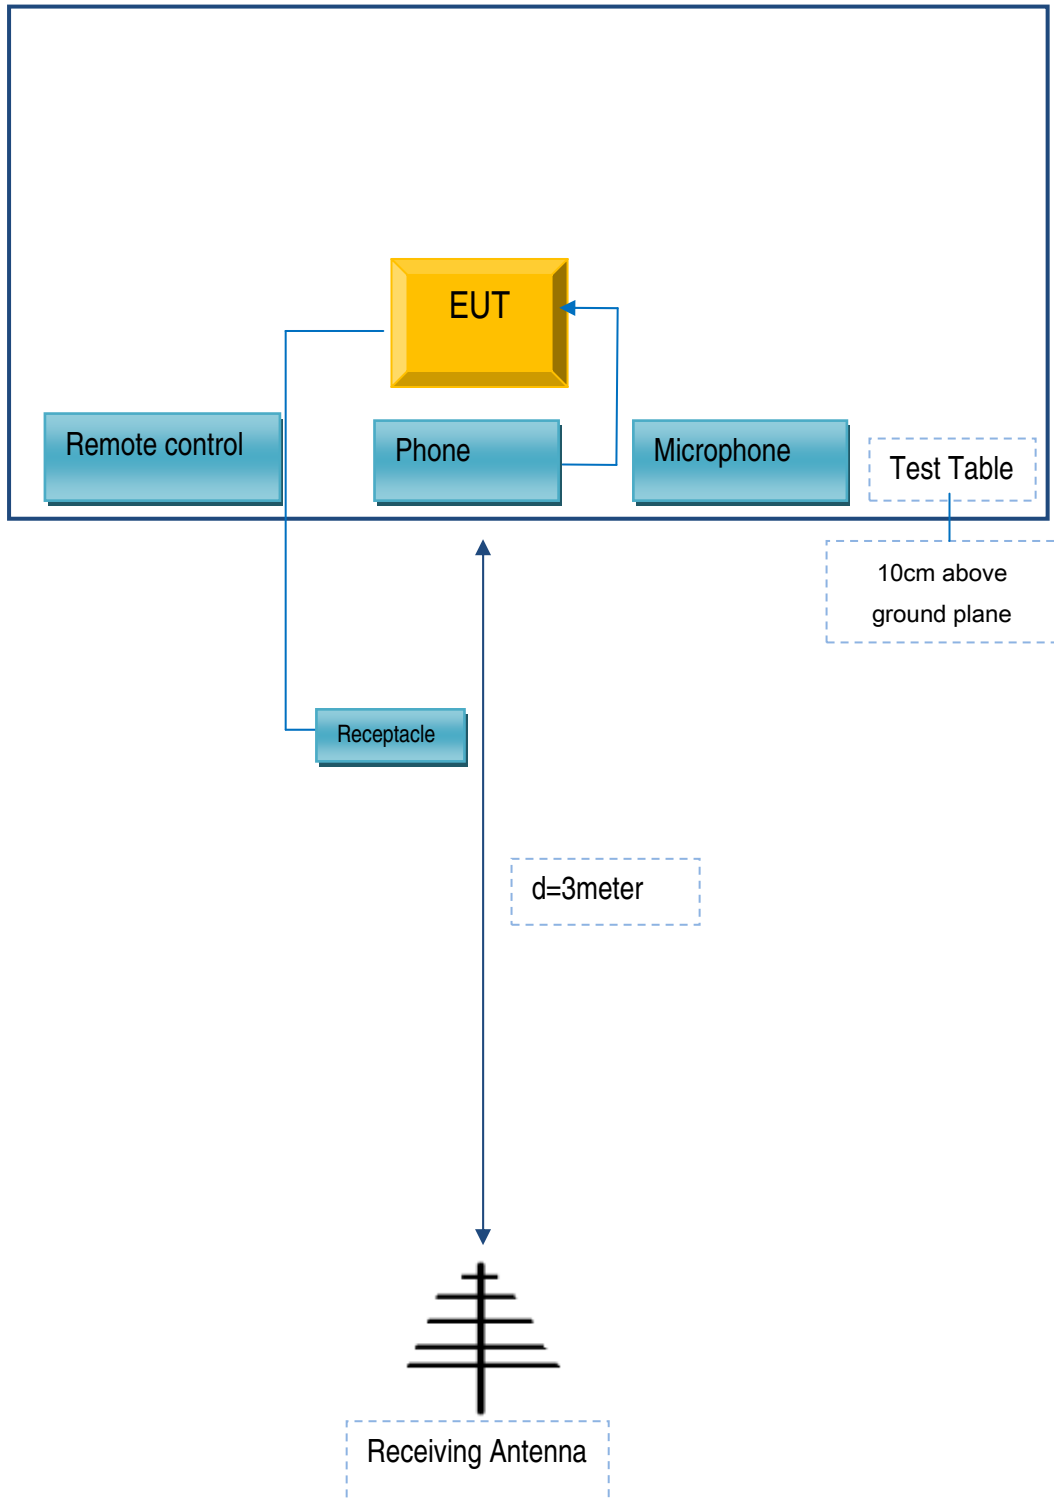 EUT
Remote control
Phone
Microphone
Test Table
10cm above
ground plane
Receptacle
d=3meter
Receiving Antenna